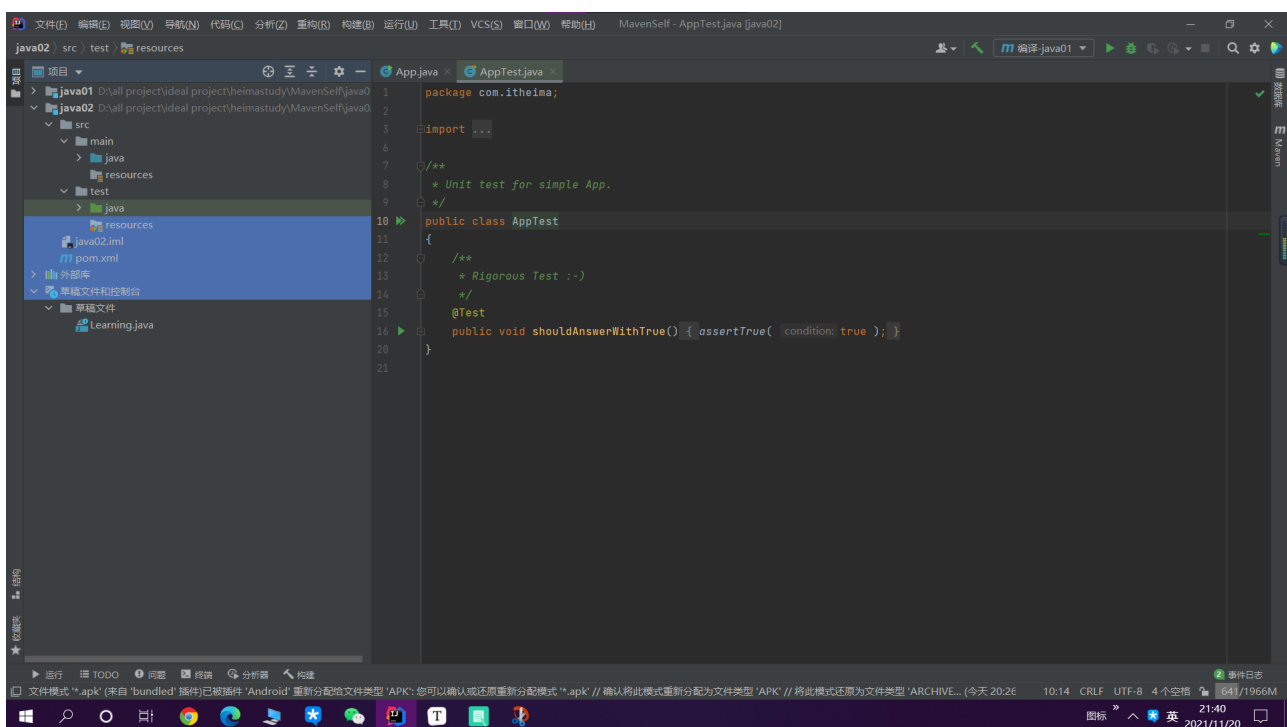 文件(F) 编辑(E) 视图(V) 导航(N) 代码(C) 分析(Z) 重构(R) 构建(B) 运行(U) 工具(T) VCS(S) 窗口(W) 帮助(H) MavenSelf - AppTest.java [java02]
java02 src test resources
编译-java01
项目
App.java
AppTest.java
java01 D:\all project\ideal project\heimastudy\MavenSelf\java0
java02 D:\all project\ideal project\heimastudy\MavenSelf\java0
src
main
java
resources
test
java
resources
java02.iml
pom.xml
外部库
草稿文件和控制台
草稿文件
Learning.java
1 package com.itheima;
2
3 import ...
6
7 /**
8 * Unit test for simple App.
9 */
10 public class AppTest
11 {
12 /**
13 * Rigorous Test :-)
14 */
15 @Test
16 public void shouldAnswerWithTrue() { assertTrue( condition: true ); }
20 }
21
项目
结构
收藏夹
数据库
Maven
运行 TODO 问题 终端 分析器 构建
2 事件日志
文件模式 '*.apk' (来自 'bundled' 插件)已被插件 'Android' 重新分配给文件类型 'APK': 您可以确认或还原重新分配模式 '*.apk' // 确认将此模式重新分配为文件类型 'APK' // 将此模式还原为文件类型 'ARCHIVE... (今天 20:26 10:14 CRLF UTF-8 4个空格 641/1966M
图标 英 21:40
2021/11/20